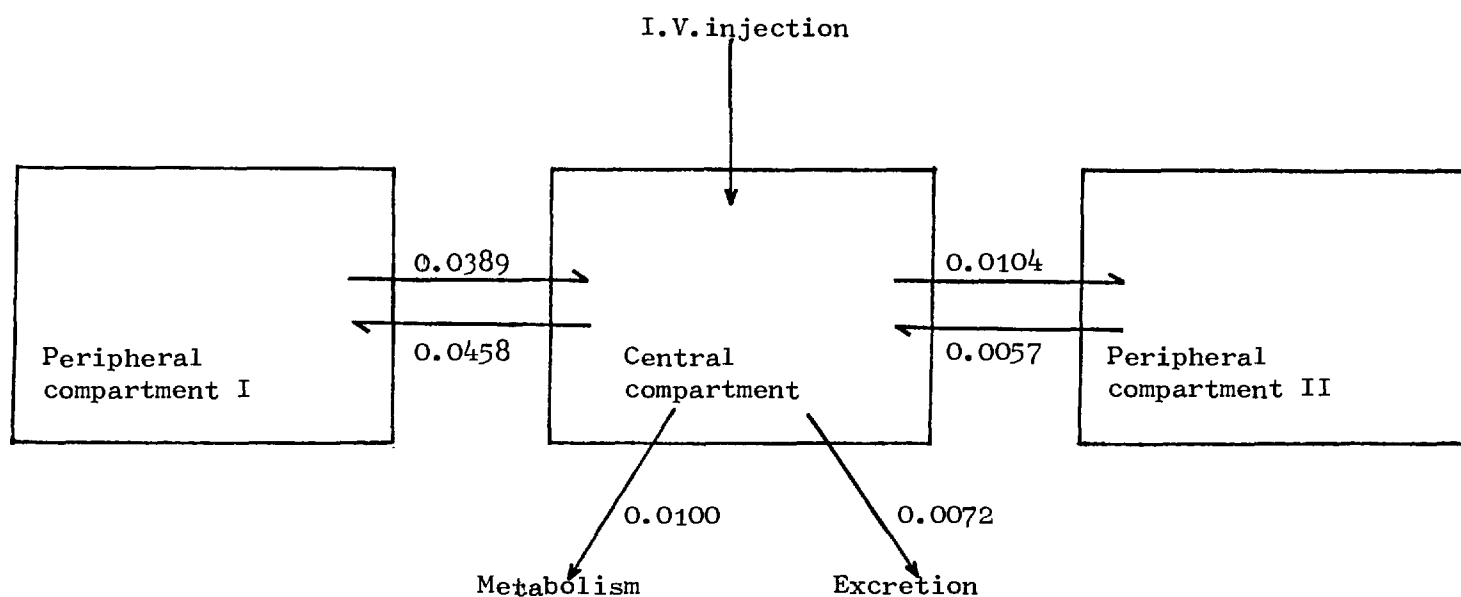 I.V.injection
0.0389
0.0104
0.0458
0.0057
Peripheral
compartment I
Central
compartment
Peripheral
compartment II
0.0100
0.0072
Metabolism
Excretion